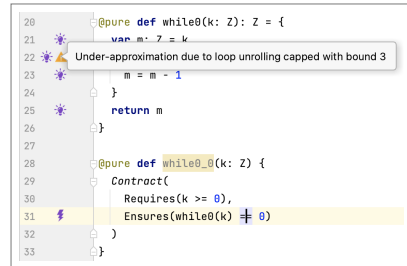 20 @pure def while0(k: Z): Z = {
21 var m: Z = k
22 Under-approximation due to loop unrolling capped with bound 3
23 m = m - 1
24 }
25 return m
26 }
27
28 @pure def while0_0(k: Z) {
29 Contract(
30 Requires(k >= 0),
31 Ensures(while0(k) == 0)
32 )
33 }